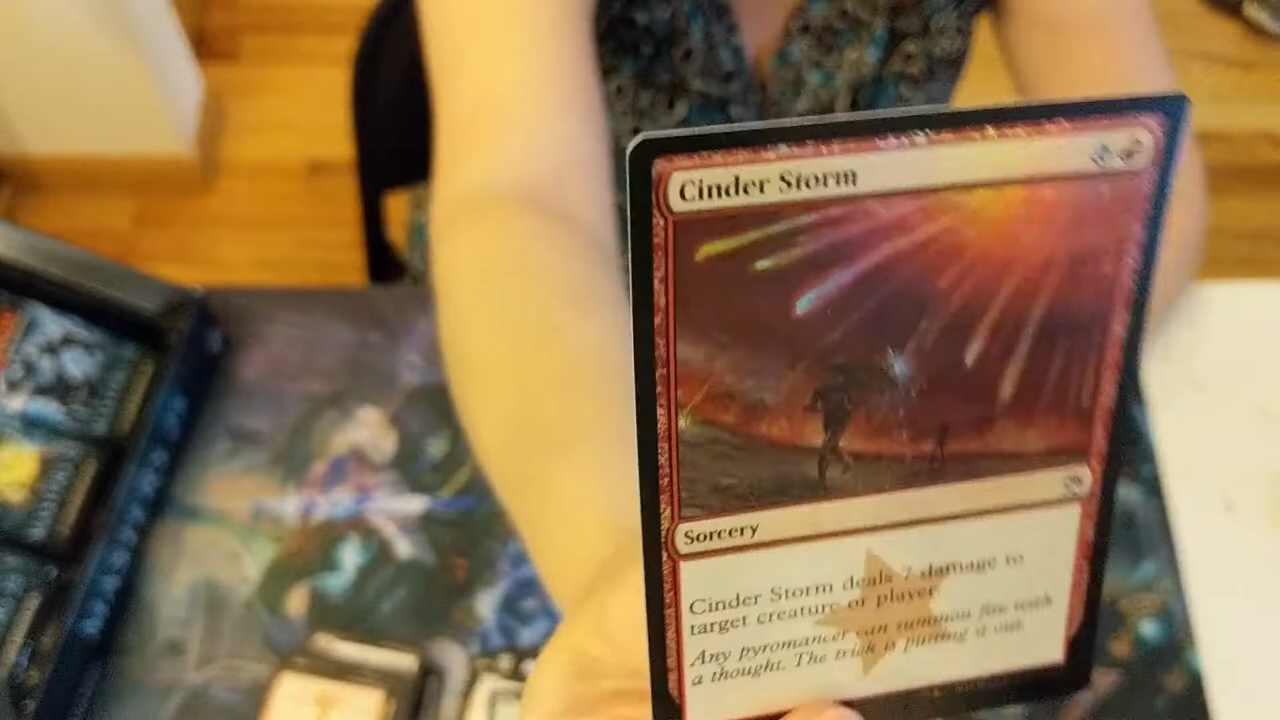 Cinder Storm
Sorcery
Cinder Storm deals 7 damage to
target creature or player.
Any pyromancer can summon fire with
a thought. The trick is putting it out.